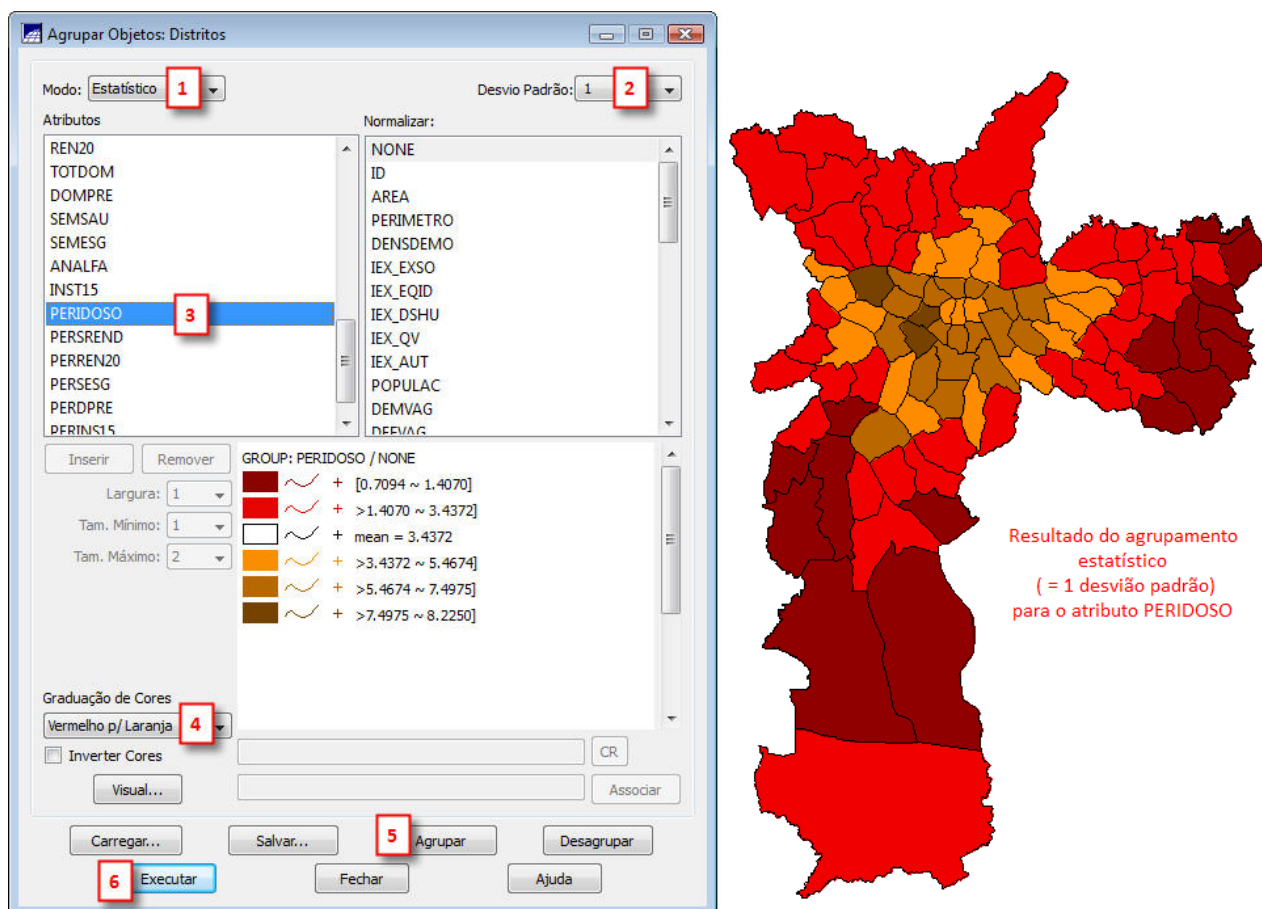 Agrupar Objetos: Distritos
Modo: Estatístico 1 Desvio Padrão: 1 2
Atributos
REN20
TOTDOM
DOMPRE
SEMSAU
SEMESG
ANALFA
INST15
PERIDOSO 3
PERSREND
PERREN20
PERSESG
PERDPRE
PERINS15
Normalizar:
NONE
ID
AREA
PERIMETRO
DENSDEMO
IEX_EXSO
IEX_EQID
IEX_DSHU
IEX_QV
IEX_AUT
POPULAC
DEMVAG
DEFVAG
Inserir Remover
Largura: 1
Tam. Mínimo: 1
Tam. Máximo: 2
GROUP: PERIDOSO / NONE
+ [0.7094 ~ 1.4070]
+ >1.4070 ~ 3.4372]
+ mean = 3.4372
+ >3.4372 ~ 5.4674]
+ >5.4674 ~ 7.4975]
+ >7.4975 ~ 8.2250]
Graduação de Cores
Vermelho p/ Laranja 4
Inverter Cores
CR
Visual...
Associar
Carregar... Salvar... 5 Agrupar Desagrupar
6 Executar Fechar Ajuda
Resultado do agrupamento
estatístico
( = 1 desvião padrão)
para o atributo PERIDOSO